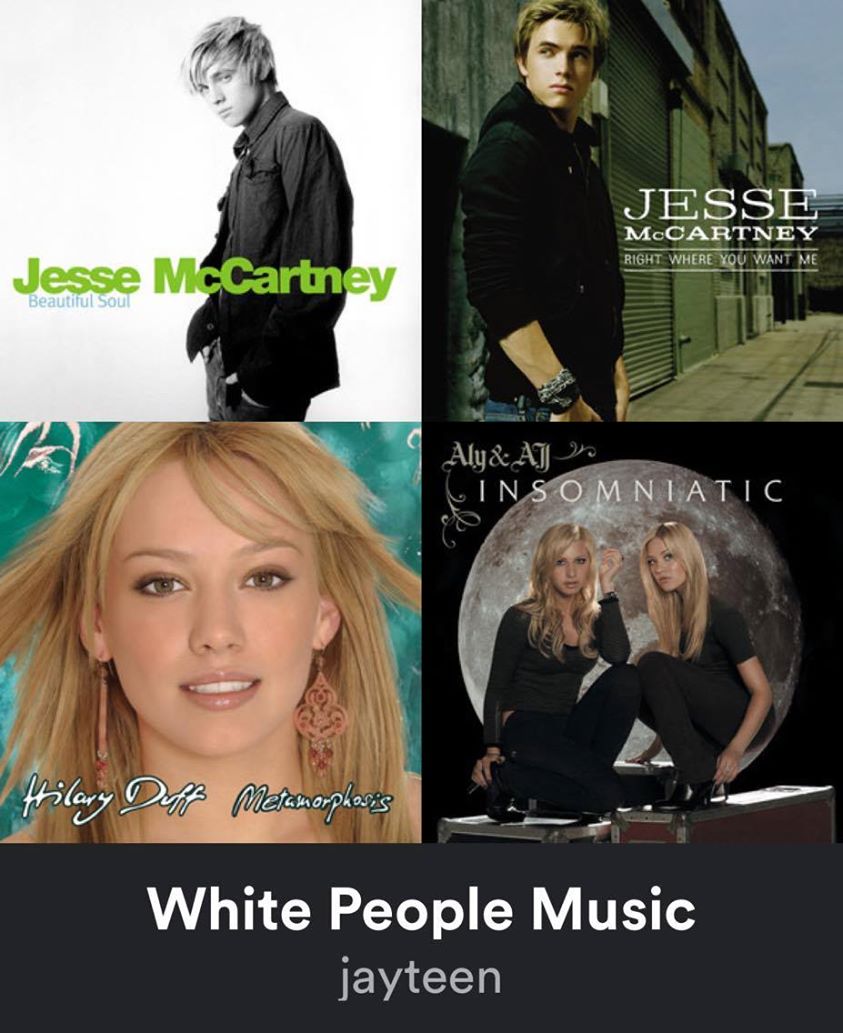 Jesse McCartney
Beautiful Soul
JESSE
McCARTNEY
RIGHT WHERE YOU WANT ME
Hilary Duff Metamorphosis
Aly & AJ
INSOMNIATIC
White People Music
jayteen